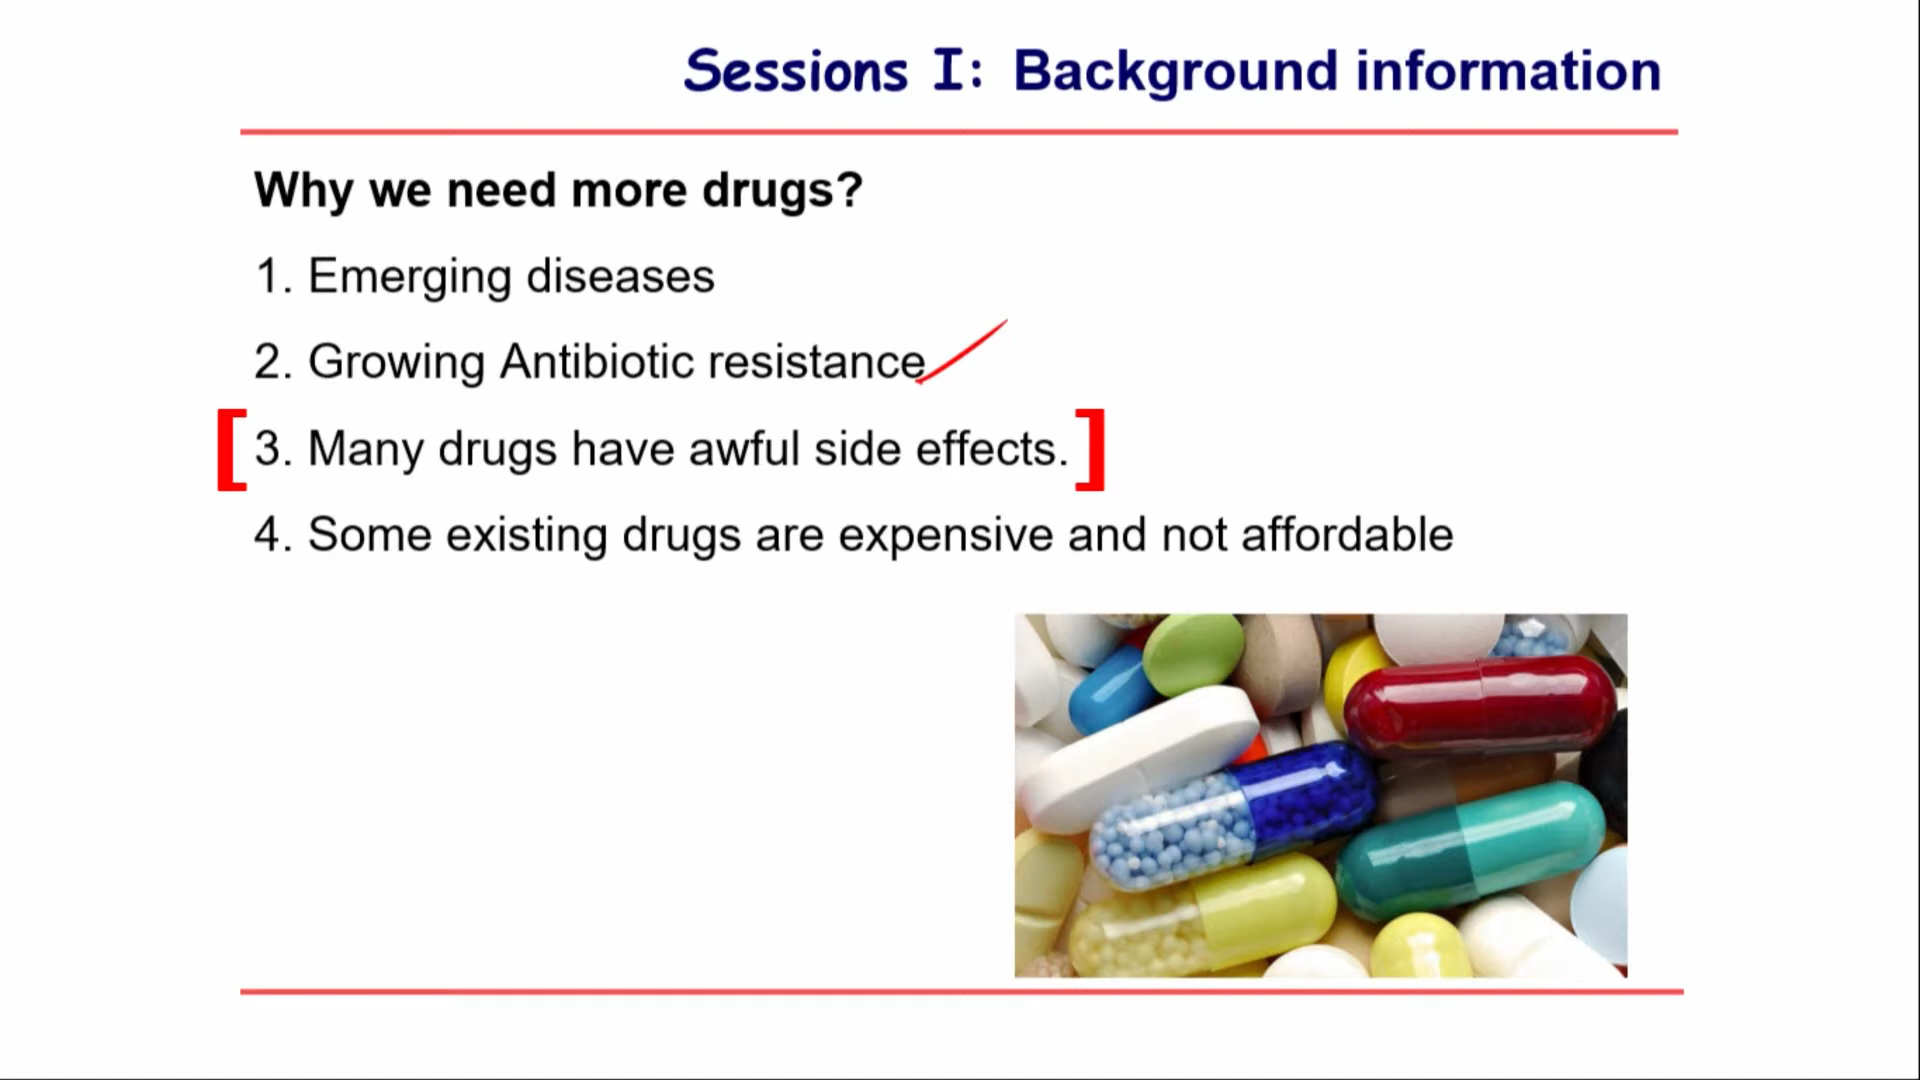 Sessions I: Background information
Why we need more drugs?
1. Emerging diseases
2. Growing Antibiotic resistance
[3. Many drugs have awful side effects.]
4. Some existing drugs are expensive and not affordable